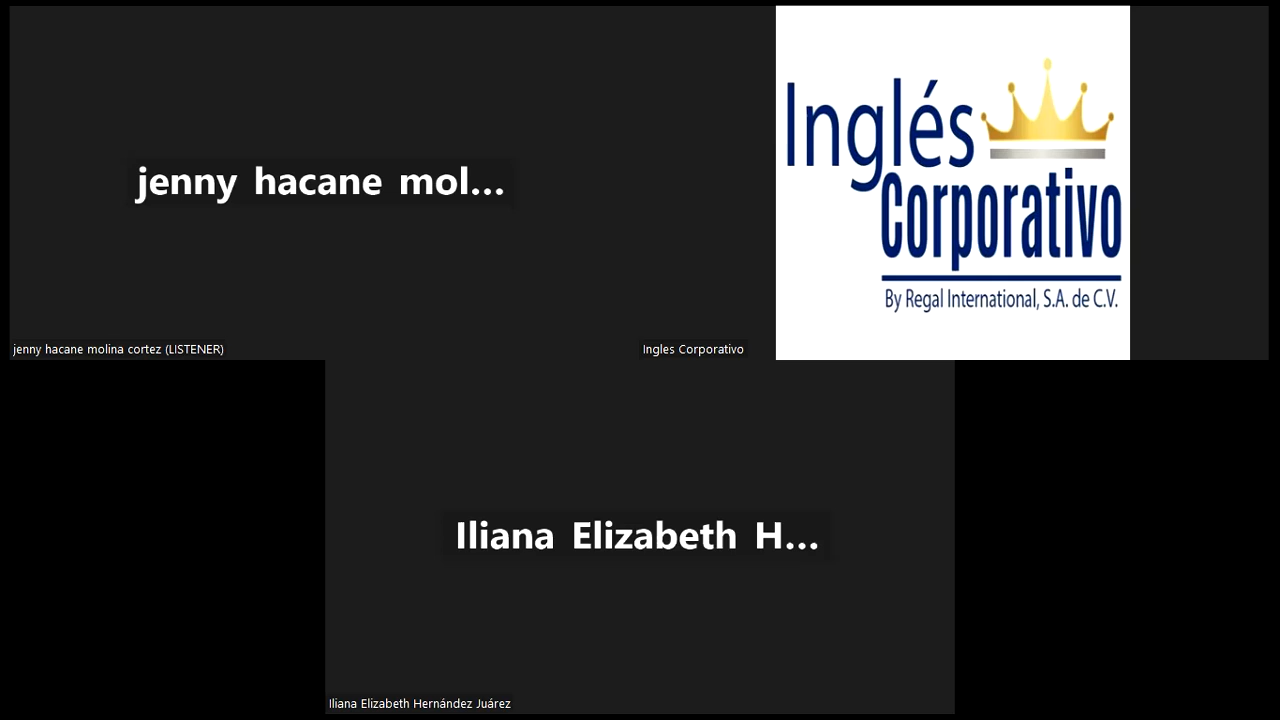 jenny hacane mol...
Inglés
Corporativo
By Regal International, S.A. de C.V.
jenny hacane molina cortez (LISTENER)
Ingles Corporativo
Iliana Elizabeth H...
Iliana Elizabeth Hernández Juárez